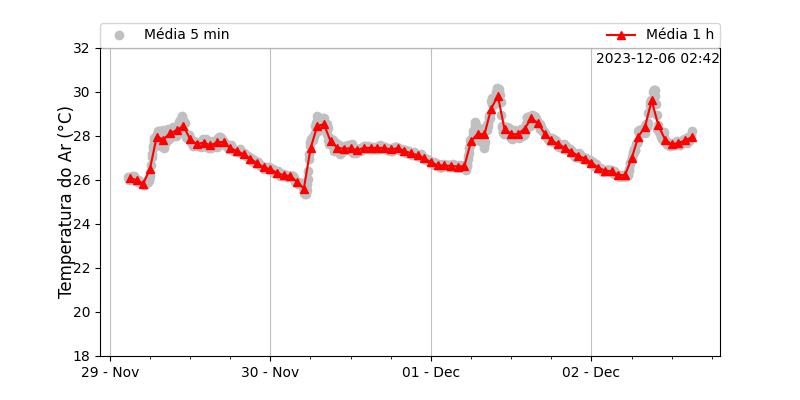 Média 5 min
Média 1 h
2023-12-06 02:42
Temperatura do Ar (°C)
32
30
28
26
24
22
20
18
29 - Nov
30 - Nov
01 - Dec
02 - Dec